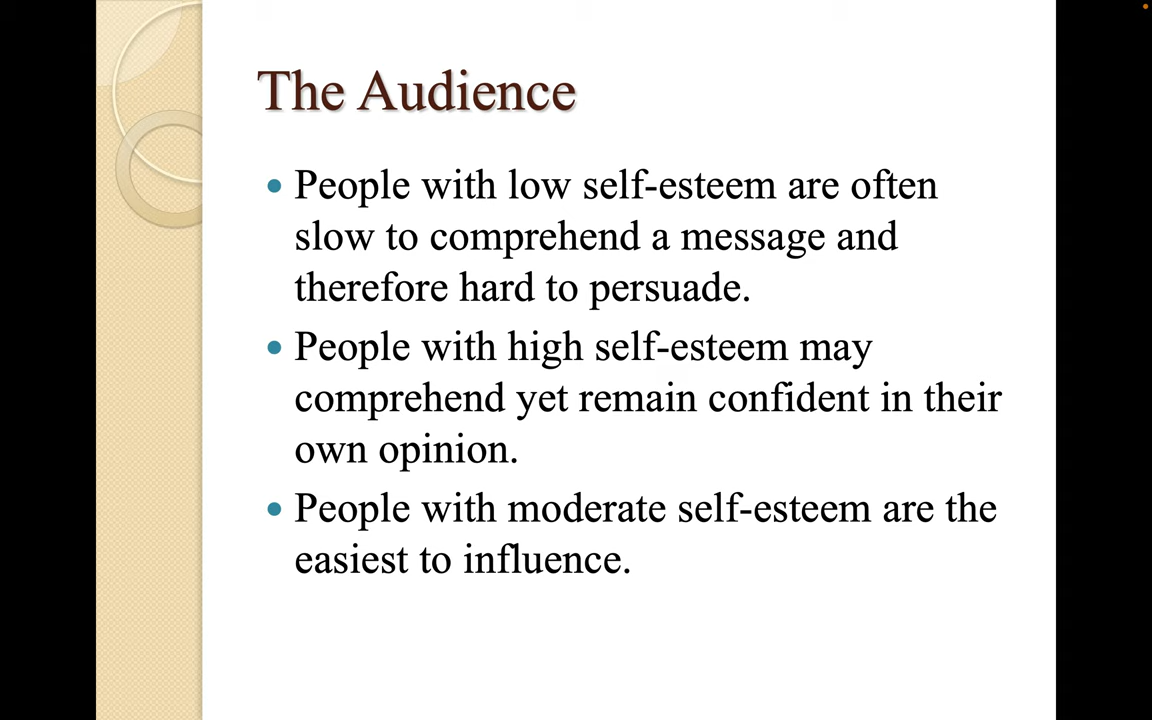 The Audience
People with low self-esteem are often
slow to comprehend a message and
therefore hard to persuade.
People with high self-esteem may
comprehend yet remain confident in their
own opinion.
People with moderate self-esteem are the
easiest to influence.